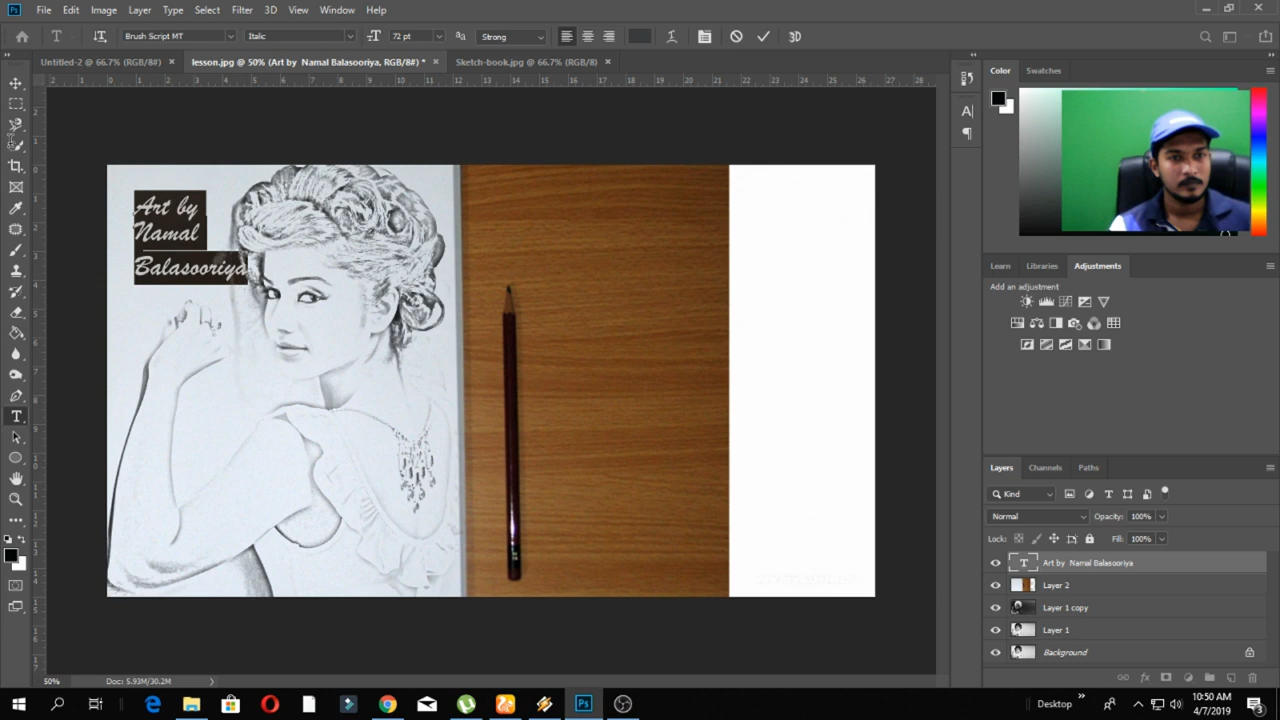 File Edit Image Layer Type Select Filter 3D View Window Help
Brush Script MT Italic 72 pt Strong 3D
Untitled-2 @ 66.7% (RGB/8#) × lesson.jpg @ 50% (Art by Namal Balasooriya, RGB/8#) * × Sketch-book.jpg @ 66.7% (RGB/8) ×
Color Swatches
Art by
Namal
Balasooriya
Learn Libraries Adjustments
Add an adjustment
Layers Channels Paths
Kind
Normal Opacity: 100%
Lock: Fill: 100%
Art by Namal Balasooriya
Layer 2
Layer 1 copy
Layer 1
Background
50% Doc: 5.93M/30.2M
Desktop
10:50 AM
4/7/2019